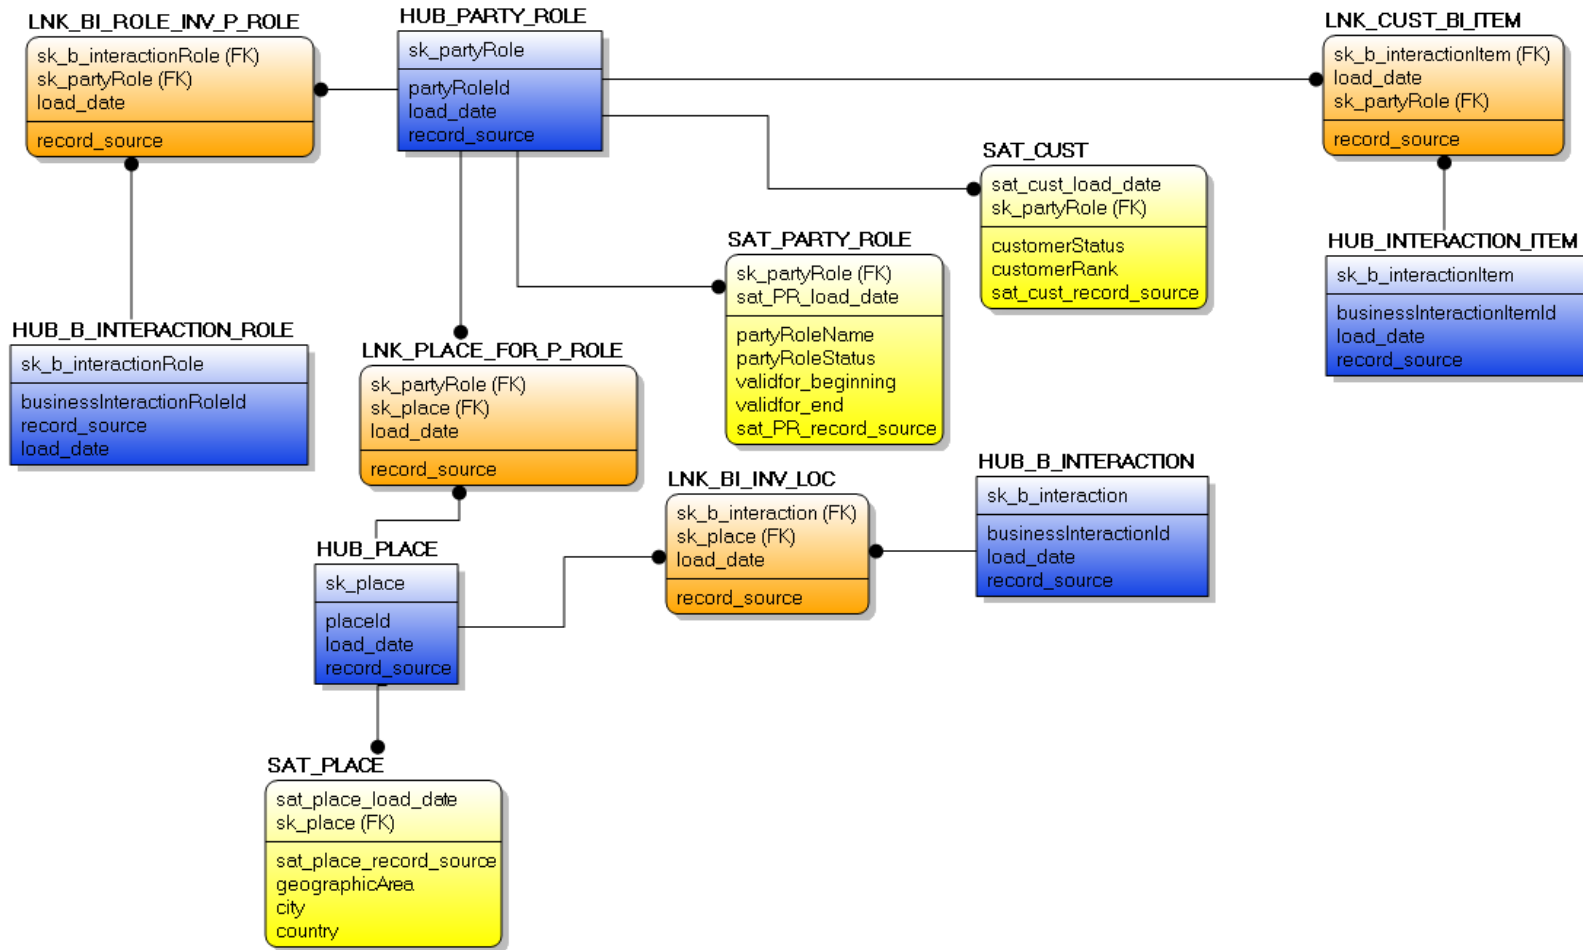 LNK_BI_ROLE_INV_P_ROLE
sk_b_interactionRole (FK)
sk_partyRole (FK)
load_date
record_source
HUB_PARTY_ROLE
sk_partyRole
partyRoleId
load_date
record_source
LNK_CUST_BI_ITEM
sk_b_interactionItem (FK)
load_date
sk_partyRole (FK)
record_source
SAT_CUST
sat_cust_load_date
sk_partyRole (FK)
customerStatus
customerRank
sat_cust_record_source
SAT_PARTY_ROLE
sk_partyRole (FK)
sat_PR_load_date
partyRoleName
partyRoleStatus
validfor_beginning
validfor_end
sat_PR_record_source
HUB_INTERACTION_ITEM
sk_b_interactionItem
businessInteractionItemId
load_date
record_source
HUB_B_INTERACTION_ROLE
sk_b_interactionRole
businessInteractionRoleId
record_source
load_date
LNK_PLACE_FOR_P_ROLE
sk_partyRole (FK)
sk_place (FK)
load_date
record_source
LNK_BI_INV_LOC
sk_b_interaction (FK)
sk_place (FK)
load_date
record_source
HUB_B_INTERACTION
sk_b_interaction
businessInteractionId
load_date
record_source
HUB_PLACE
sk_place
placeId
load_date
record_source
SAT_PLACE
sat_place_load_date
sk_place (FK)
sat_place_record_source
geographicArea
city
country